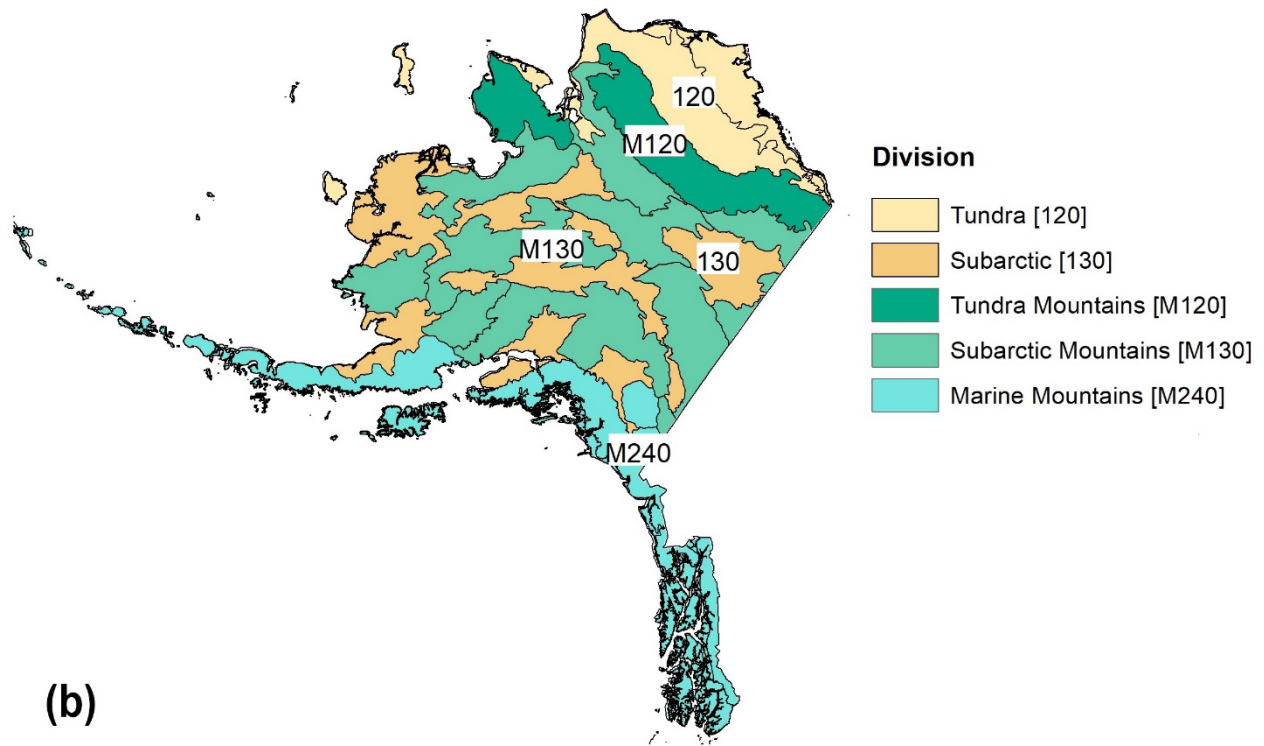 120
M120
M130
130
M240
Division
Tundra [120]
Subarctic [130]
Tundra Mountains [M120]
Subarctic Mountains [M130]
Marine Mountains [M240]
(b)